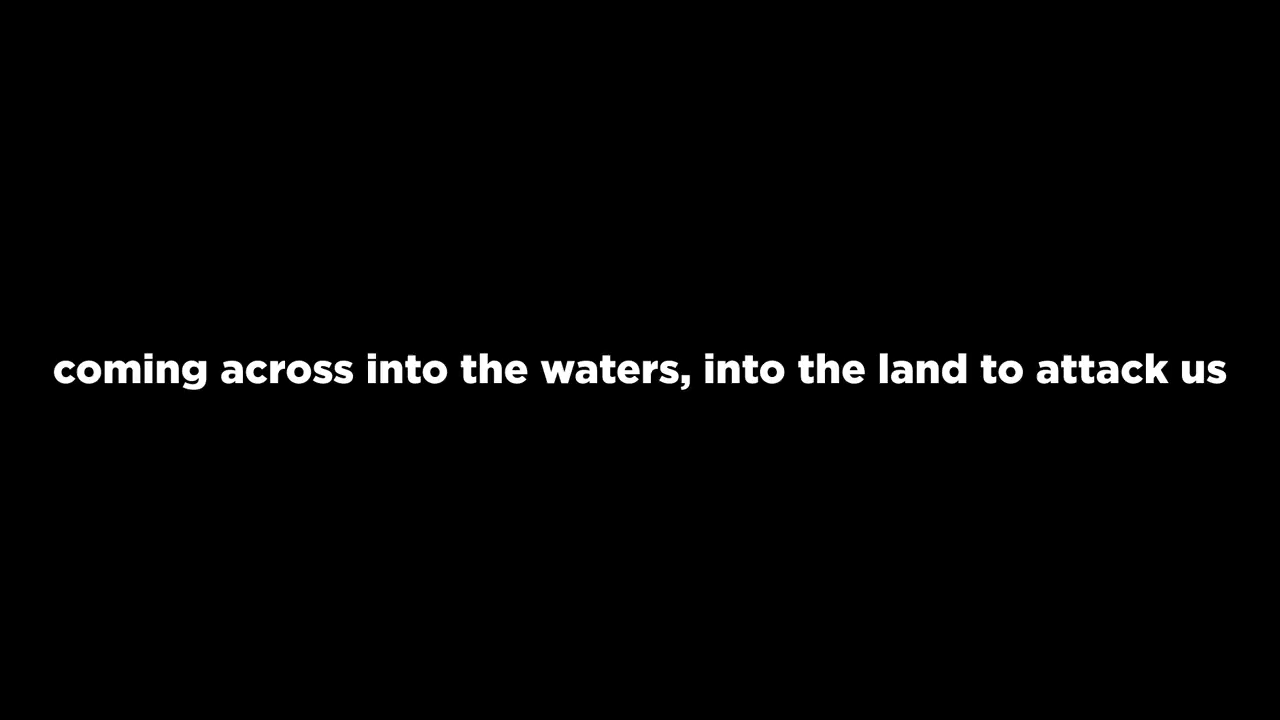 coming across into the waters, into the land to attack us